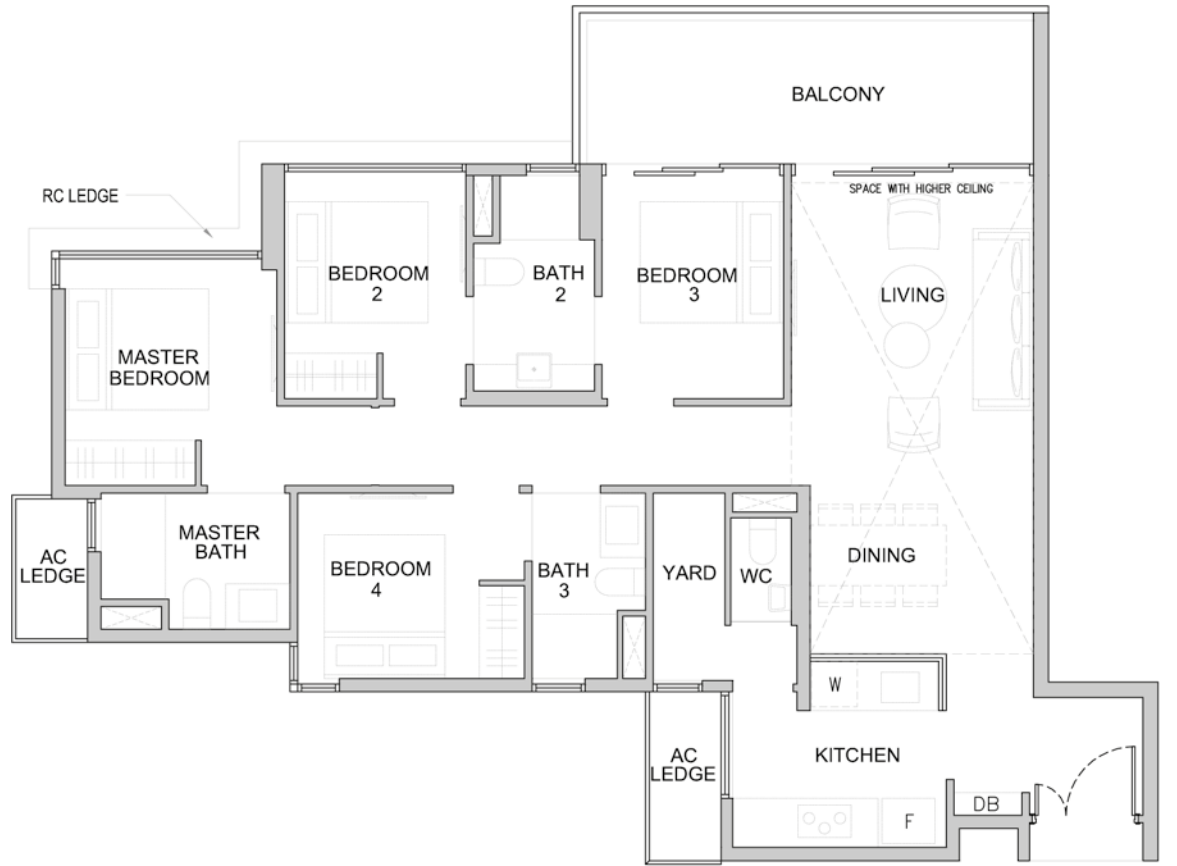 BALCONY
RC LEDGE
SPACE WITH HIGHER CEILING
BEDROOM
2
BATH
2
BEDROOM
3
LIVING
MASTER
BEDROOM
MASTER
BATH
AC
LEDGE
BEDROOM
4
BATH
3
YARD
WC
DINING
W
KITCHEN
AC
LEDGE
DB
F